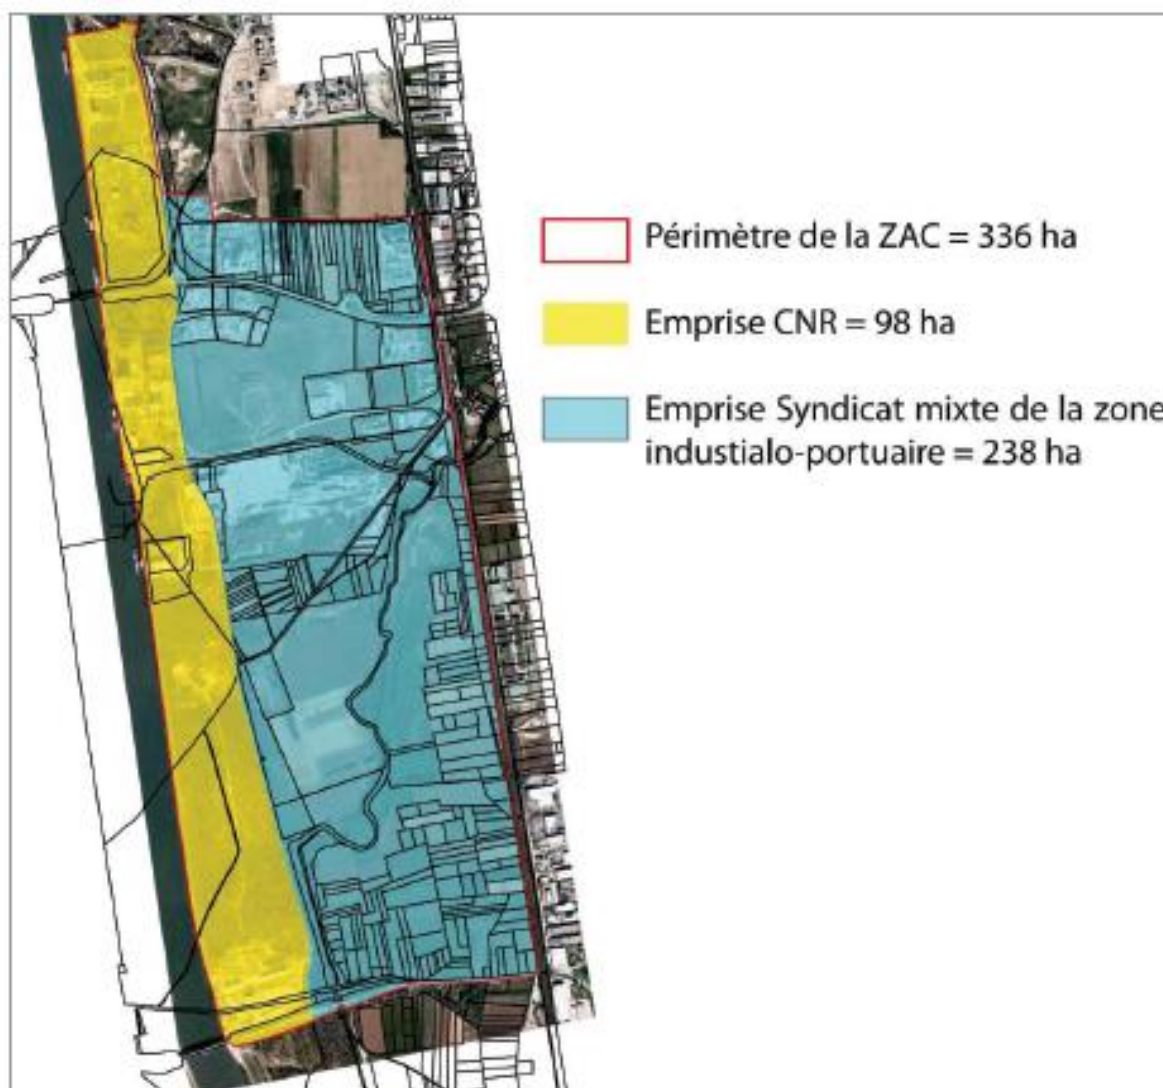 Périmètre de la ZAC = 336 ha
Emprise CNR = 98 ha
Emprise Syndicat mixte de la zone
industialo-portuaire = 238 ha